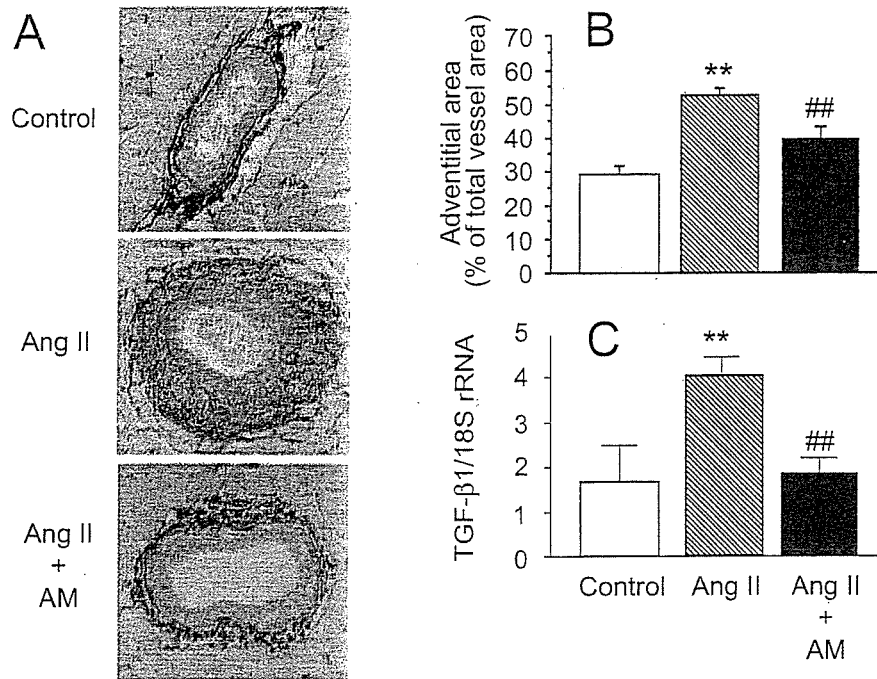 A
Control
Ang II
Ang II
+
AM
B
Adventitial area
(% of total vessel area)
70
60
50
40
30
20
10
0
**
##
C
TGF-β1/18S rRNA
5
4
3
2
1
0
**
##
Control
Ang II
Ang II
+
AM